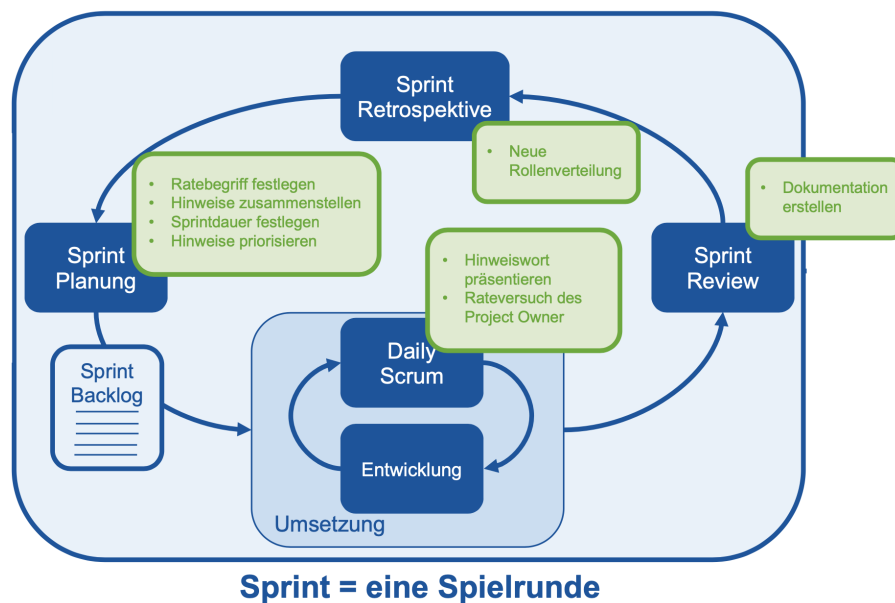 Sprint
Retrospektive
• Neue
Rollenverteilung
• Ratebegriff festlegen
• Hinweise zusammenstellen
• Sprintdauer festlegen
• Hinweise priorisieren
• Dokumentation
erstellen
Sprint
Planung
• Hinweiswort
präsentieren
• Rateversuch des
Project Owner
Sprint
Review
Sprint
Backlog
Daily
Scrum
Entwicklung
Umsetzung
Sprint = eine Spielrunde